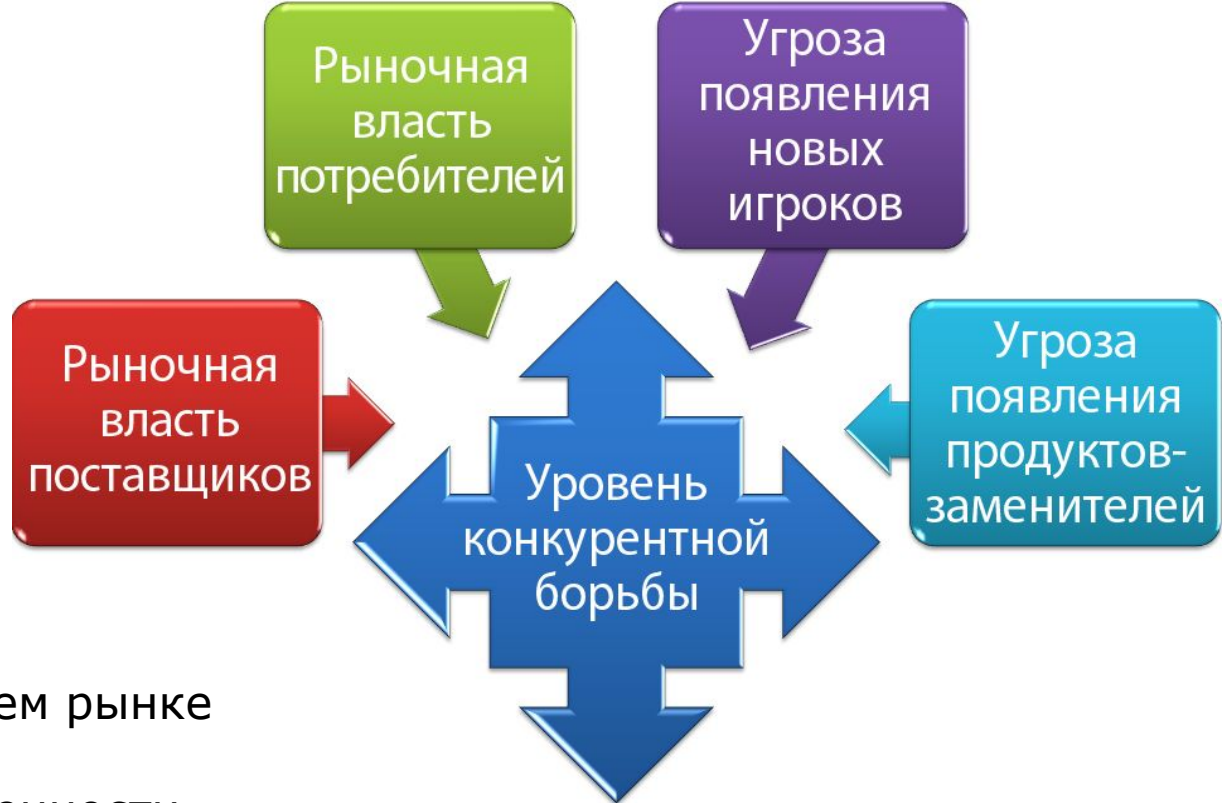 Рыночная
власть
потребителей
Угроза
появления
новых
игроков
Рыночная
власть
поставщиков
Угроза
появления
продуктов-
заменителей
Уровень
конкурентной
борьбы
ем рынке